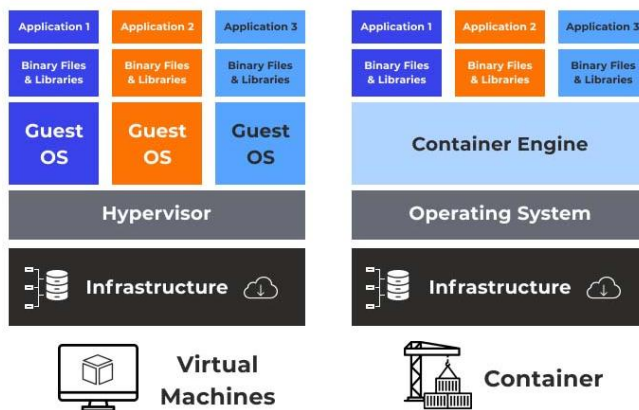 Application 1
Application 2
Application 3
Binary Files
& Libraries
Binary Files
& Libraries
Binary Files
& Libraries
Guest
OS
Guest
OS
Guest
OS
Hypervisor
Infrastructure
Virtual
Machines
Application 1
Application 2
Application 3
Binary Files
& Libraries
Binary Files
& Libraries
Binary Files
& Libraries
Container Engine
Operating System
Infrastructure
Container